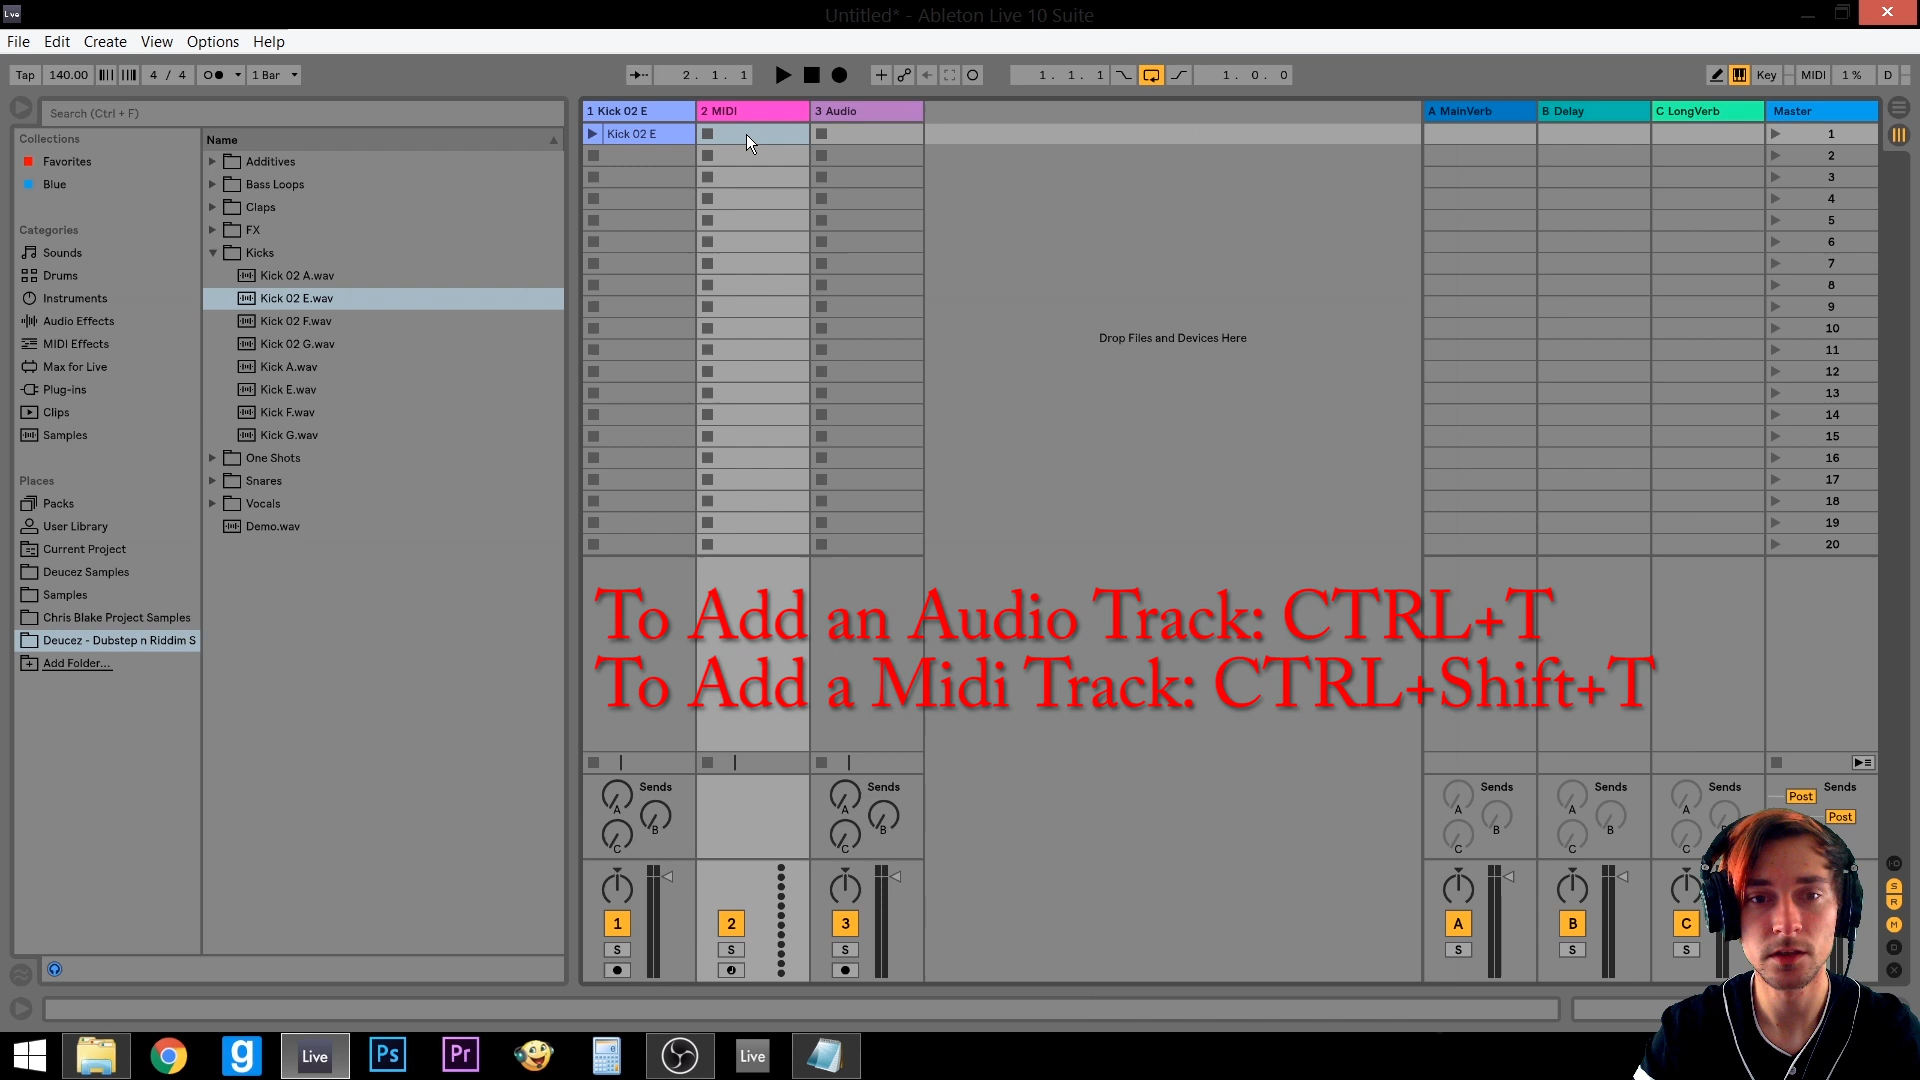 Live
Untitled* - Ableton Live 10 Suite
File Edit Create View Options Help
Tap 140.00 4 / 4 1 Bar 2. 1. 1 1. 1. 1 1. 0. 0 Key MIDI 1 % D
Search (Ctrl + F)
Collections
Favorites
Blue
Categories
Sounds
Drums
Instruments
Audio Effects
MIDI Effects
Max for Live
Plug-ins
Clips
Samples
Places
Packs
User Library
Current Project
Deucez Samples
Samples
Chris Blake Project Samples
Deucez - Dubstep n Riddim S
Add Folder...
Name
Additives
Bass Loops
Claps
FX
Kicks
Kick 02 A.wav
Kick 02 E.wav
Kick 02 F.wav
Kick 02 G.wav
Kick A.wav
Kick E.wav
Kick F.wav
Kick G.wav
One Shots
Snares
Vocals
Demo.wav
1 Kick 02 E 2 MIDI 3 Audio A MainVerb B Delay C LongVerb Master
Kick 02 E 1
2
3
4
5
6
7
8
9
10
11
12
13
14
15
16
17
18
19
20
Drop Files and Devices Here
To Add an Audio Track: CTRL+T
To Add a Midi Track: CTRL+Shift+T
Sends Sends Sends Sends Sends Sends
A A A A A Post
B B B B Post
C C C C C
1 2 3 A B C
S S S S S S
S
R
M
D
Live Ps Pr Live